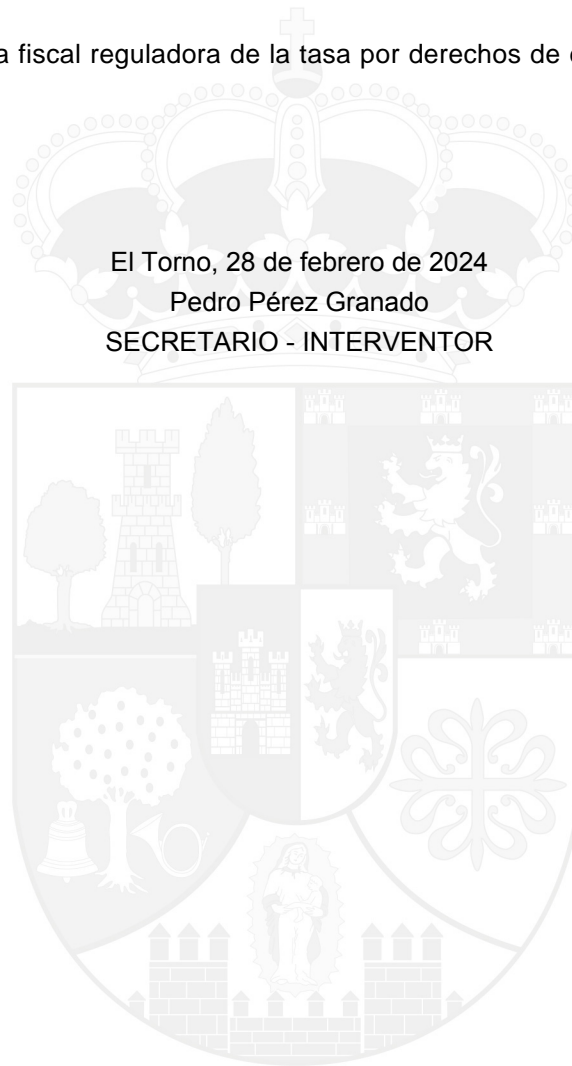 a fiscal reguladora de la tasa por derechos de
El Torno, 28 de febrero de 2024
Pedro Pérez Granado
SECRETARIO - INTERVENTOR